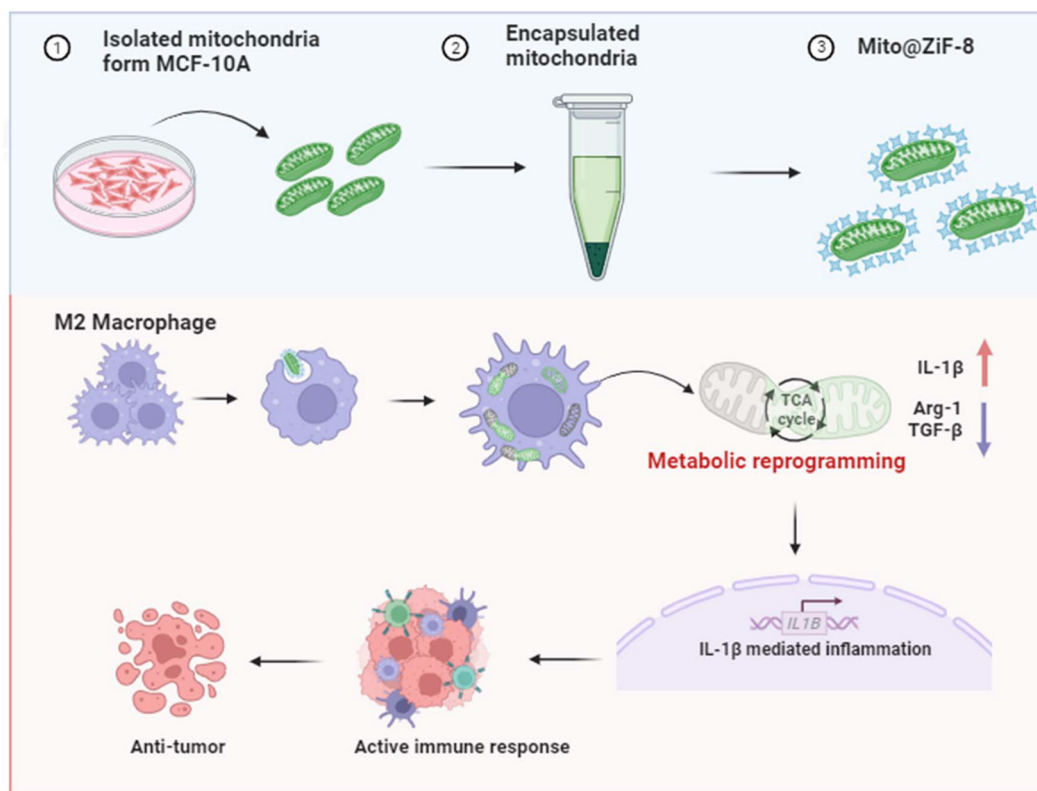 1
Isolated mitochondria
form MCF-10A
2
Encapsulated
mitochondria
3
Mito@ZiF-8
M2 Macrophage
TCA
cycle
IL-1β
Arg-1
TGF-β
Metabolic reprogramming
IL1B
IL-1β mediated inflammation
Anti-tumor
Active immune response